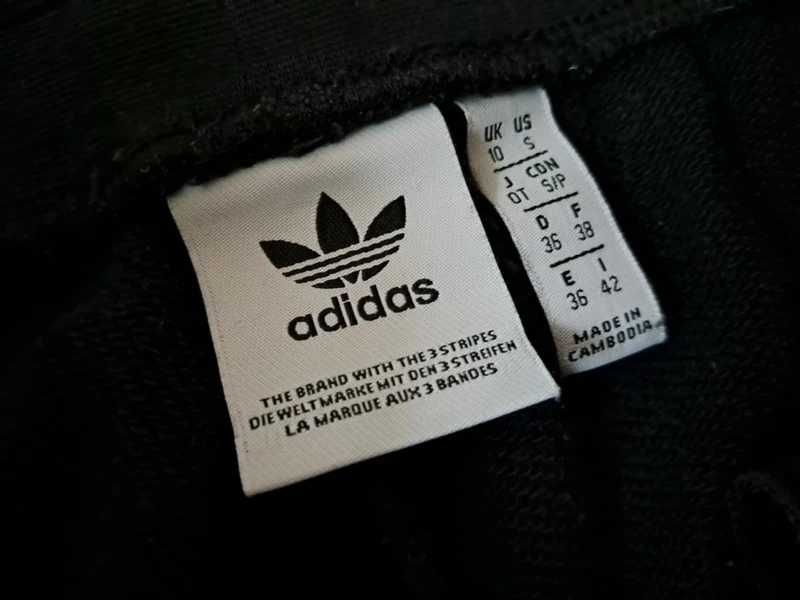 adidas
THE BRAND WITH THE 3 STRIPES
DIE WELTMARKE MIT DEN 3 STREIFEN
LA MARQUE AUX 3 BANDES
UK US
10 S
J CDN
OT S/P
D F
36 38
E I
36 42
MADE IN
CAMBODIA